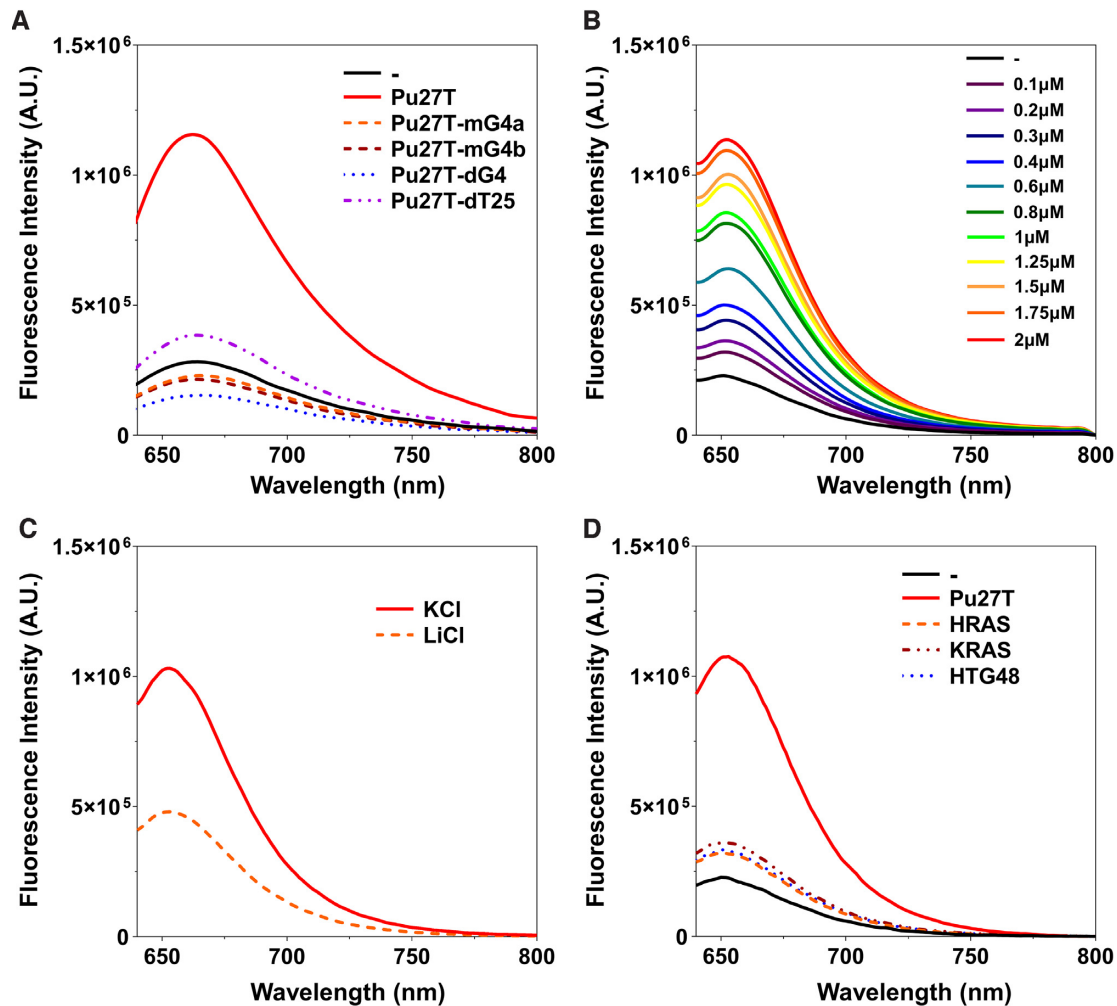 A
Fluorescence Intensity (A.U.)
1.5×10⁶
1×10⁶
5×10⁵
0
650
700
750
800
Wavelength (nm)
-
Pu27T
Pu27T-mG4a
Pu27T-mG4b
Pu27T-dG4
Pu27T-dT25
B
Fluorescence Intensity (A.U.)
1.5×10⁶
1×10⁶
5×10⁵
0
650
700
750
800
Wavelength (nm)
-
0.1µM
0.2µM
0.3µM
0.4µM
0.6µM
0.8µM
1µM
1.25µM
1.5µM
1.75µM
2µM
C
Fluorescence Intensity (A.U.)
1.5×10⁶
1×10⁶
5×10⁵
0
650
700
750
800
Wavelength (nm)
KCl
LiCl
D
Fluorescence Intensity (A.U.)
1.5×10⁶
1×10⁶
5×10⁵
0
650
700
750
800
Wavelength (nm)
-
Pu27T
HRAS
KRAS
HTG48